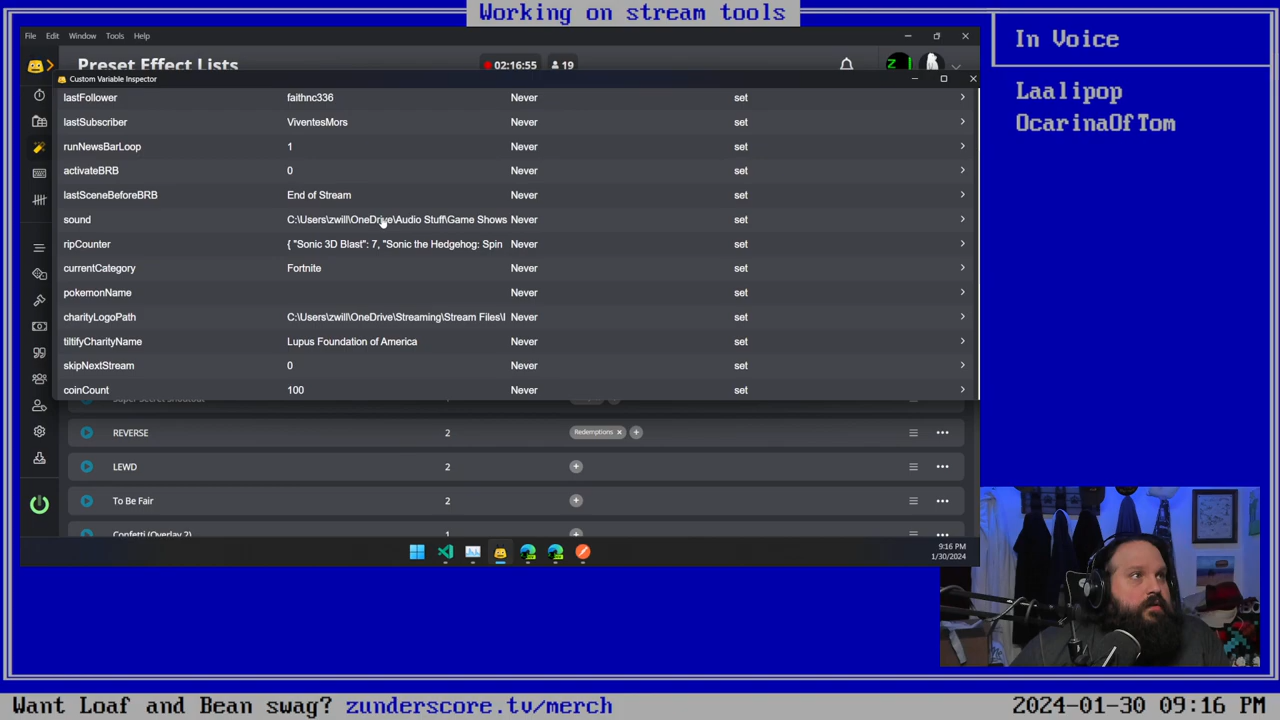 Working on stream tools
File Edit Window Tools Help
Preset Effect Lists
02:16:55
19
Custom Variable Inspector
lastFollower faithnc336 Never set
lastSubscriber ViventesMors Never set
runNewsBarLoop 1 Never set
activateBRB 0 Never set
lastSceneBeforeBRB End of Stream Never set
sound C:\Users\zwill\OneDrive\Audio Stuff\Game Shows Never set
ripCounter { "Sonic 3D Blast": 7, "Sonic the Hedgehog: Spin Never set
currentCategory Fortnite Never set
pokemonName Never set
charityLogoPath C:\Users\zwill\OneDrive\Streaming\Stream Files\ Never set
tiltifyCharityName Lupus Foundation of America Never set
skipNextStream 0 Never set
coinCount 100 Never set
REVERSE 2 Redemptions
LEWD 2
To Be Fair 2
Confetti (Overlay 2) 1
9:16 PM
1/30/2024
In Voice
Laalipop
OcarinaOfTom
Want Loaf and Bean swag? zunderscore.tv/merch
2024-01-30 09:16 PM